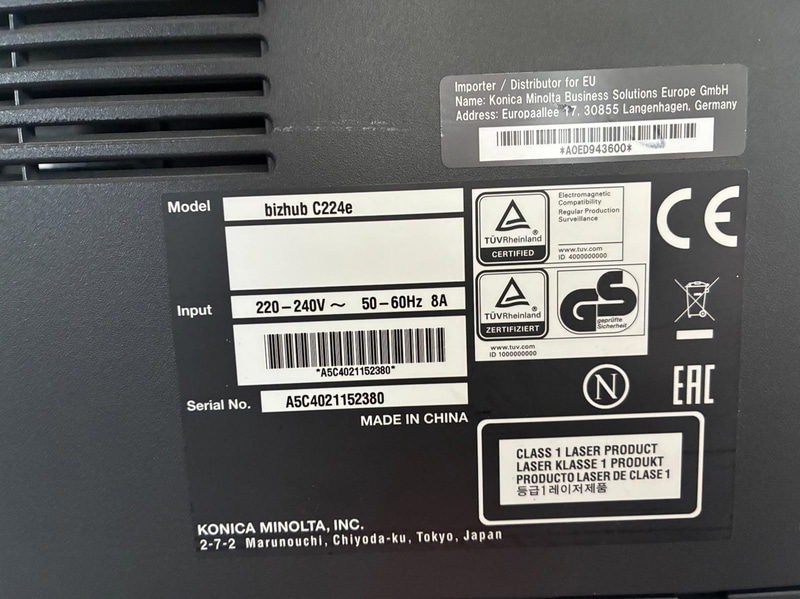 Importer / Distributor for EU
Name: Konica Minolta Business Solutions Europe GmbH
Address: Europaallee 17, 30855 Langenhagen, Germany
*A0ED943600*
Model bizhub C224e
Input 220-240V ~ 50-60Hz 8A
*A5C4021152380*
Serial No. A5C4021152380
MADE IN CHINA
TÜVRheinland®
CERTIFIED
Electromagnetic
Compatibility
Regular Production
Surveillance
www.tuv.com
ID 4000000000
TÜVRheinland®
ZERTIFIZIERT
GS
geprüfte
Sicherheit
www.tuv.com
ID 1000000000
CE
N
EAC
CLASS 1 LASER PRODUCT
LASER KLASSE 1 PRODUKT
PRODUCTO LASER DE CLASE 1
등급1레이저제품
KONICA MINOLTA, INC.
2-7-2 Marunouchi, Chiyoda-ku, Tokyo, Japan